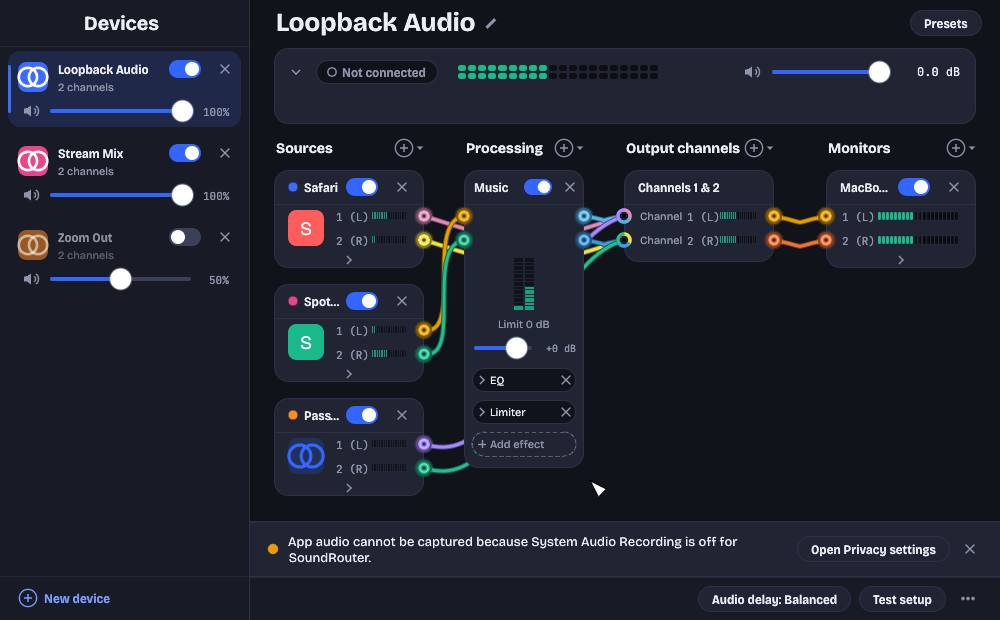 Devices
Loopback Audio
2 channels
100%
Stream Mix
2 channels
100%
Zoom Out
2 channels
50%
New device
Loopback Audio
Presets
Not connected
0.0 dB
Sources
Processing
Output channels
Monitors
Safari
S
1 (L)
2 (R)
Spot...
S
1 (L)
2 (R)
Pass...
1 (L)
2 (R)
Music
Limit 0 dB
+0 dB
EQ
Limiter
+ Add effect
Channels 1 & 2
Channel 1 (L)
Channel 2 (R)
MacBo...
1 (L)
2 (R)
App audio cannot be captured because System Audio Recording is off for
SoundRouter.
Open Privacy settings
Audio delay: Balanced
Test setup